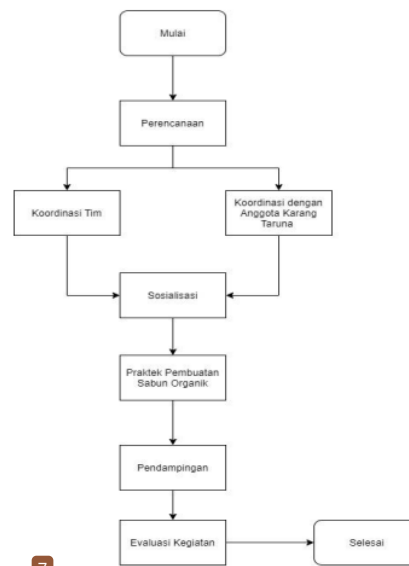 Mulai
Perencanaan
Koordinasi Tim
Koordinasi dengan
Anggota Karang
Taruna
Sosialisasi
Praktek Pembuatan
Sabun Organik
Pendampingan
Evaluasi Kegiatan
Selesai